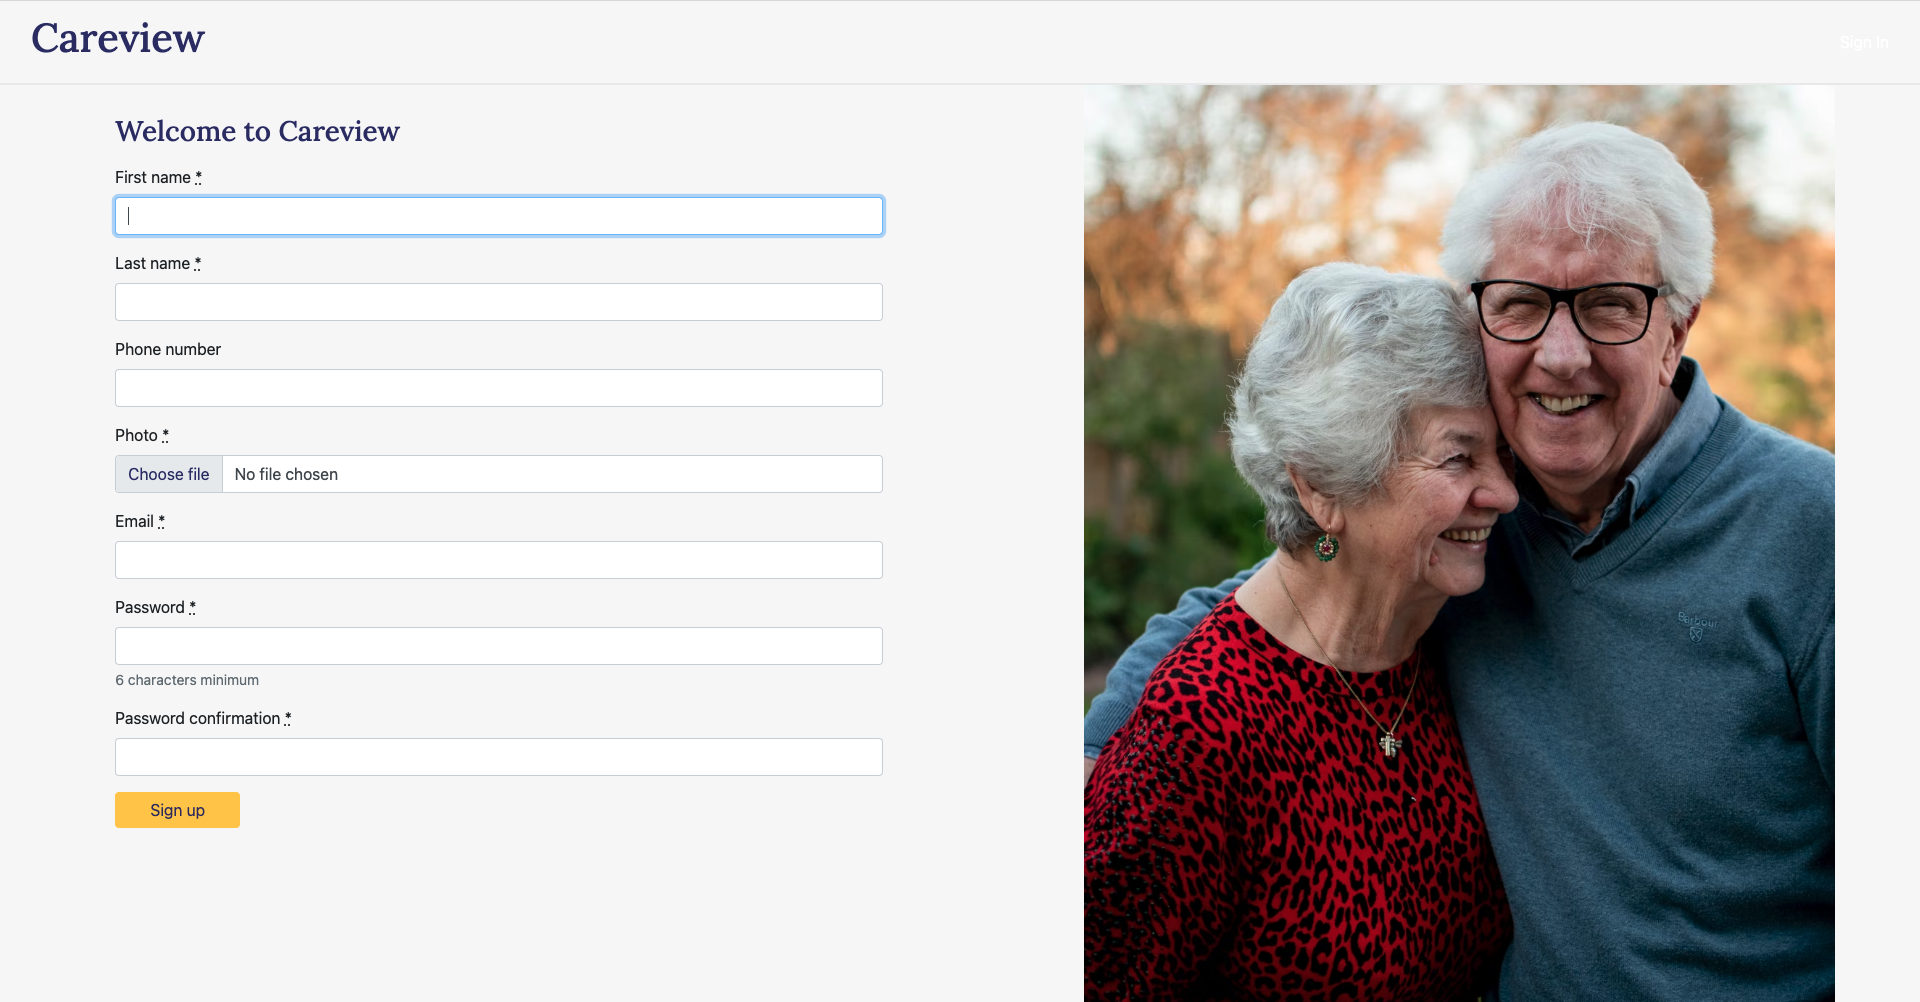 Careview
Sign In
Welcome to Careview
First name *
Last name *
Phone number
Photo *
Choose file No file chosen
Email *
Password *
6 characters minimum
Password confirmation *
Sign up
Barbour